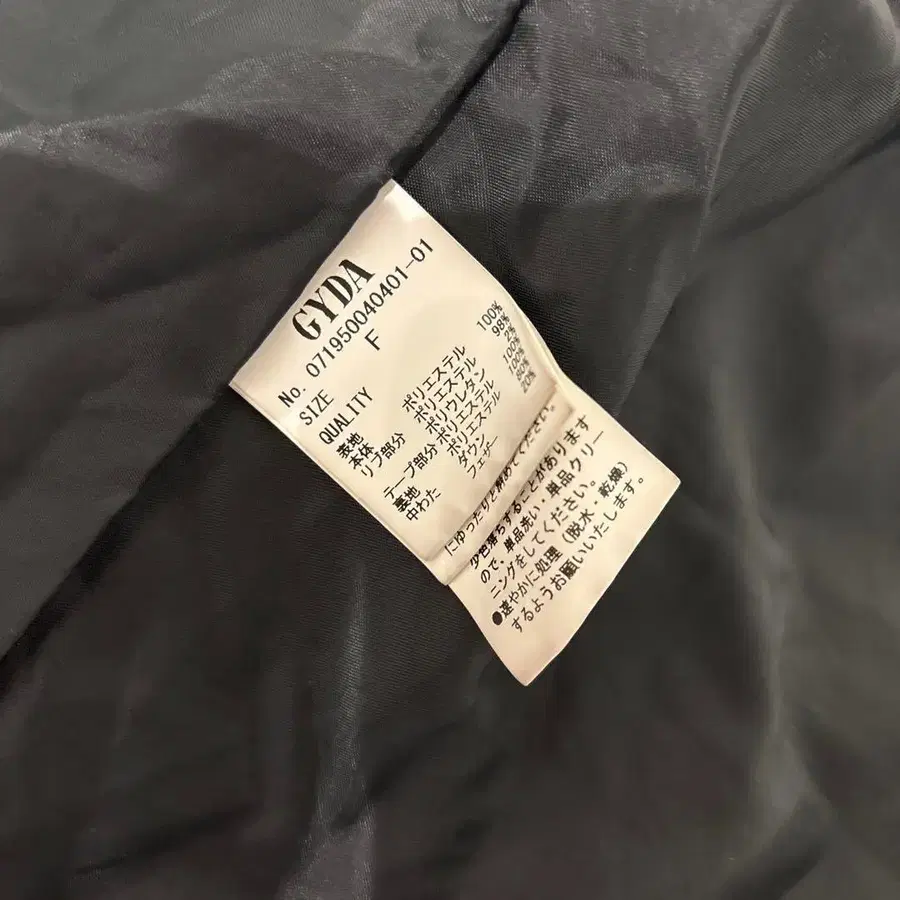 GYDA
No. 071950040401-01
SIZE F
QUALITY
表地
本体 ポリエステル 100%
リブ部分 ポリエステル 98%
ポリウレタン 2%
テープ部分 ポリエステル 100%
裏地 ポリエステル 100%
中わた ダウン 80%
フェザー 20%
にゆったりと納めてください。
少色落ちすることがあります
ので、単品洗い・単品クリー
ニングをしてください。
●速やかに処理(脱水・乾燥)
するようお願いいたします。